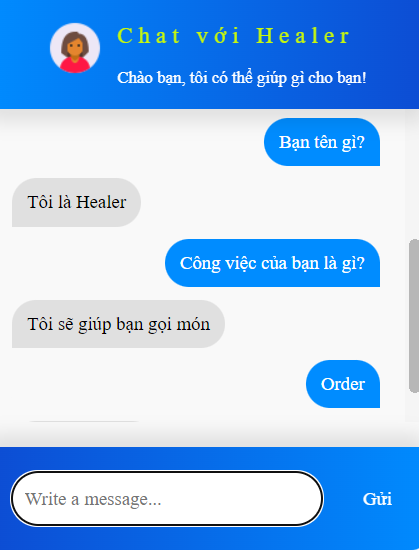 Chat với Healer
Chào bạn, tôi có thể giúp gì cho bạn!
Bạn tên gì?
Tôi là Healer
Công việc của bạn là gì?
Tôi sẽ giúp bạn gọi món
Order
Write a message...
Gửi